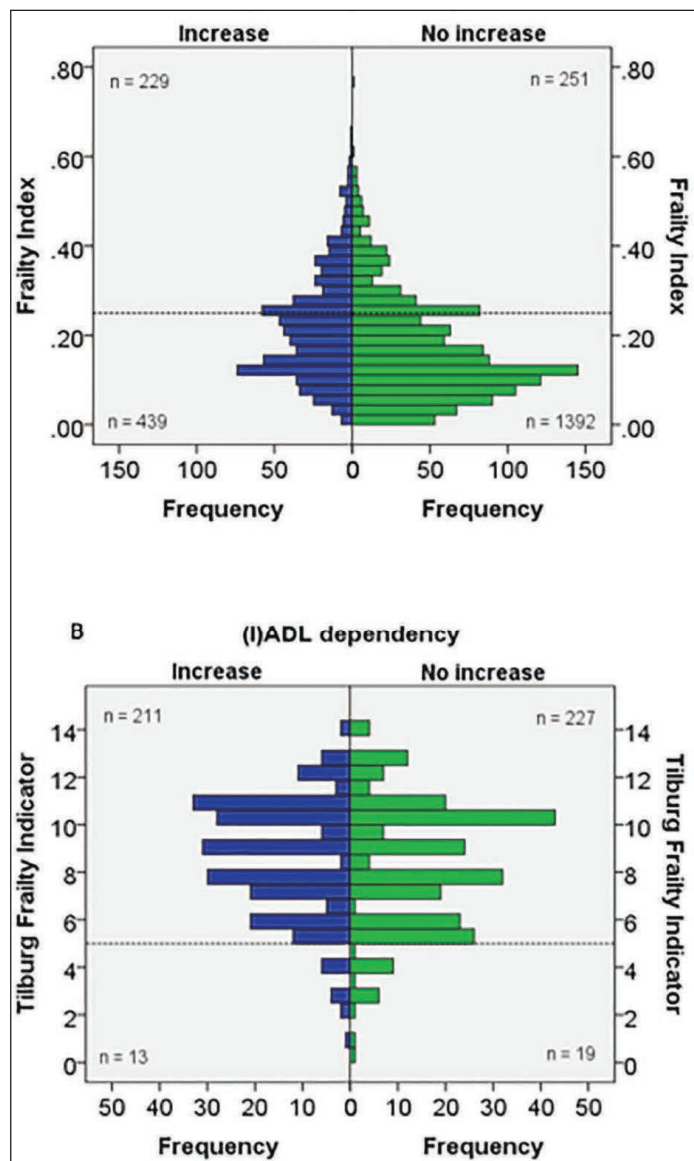 Increase No increase
.80 .80
n = 229 n = 251
.60 .60
Frailty Index Frailty Index
.40 .40
.20 .20
n = 439 n = 1392
.00 .00
150 100 50 0 50 100 150
Frequency Frequency
B (I)ADL dependency
Increase No increase
n = 211 n = 227
14 14
12 12
Tilburg Frailty Indicator Tilburg Frailty Indicator
10 10
8 8
6 6
4 4
2 2
n = 13 n = 19
0 0
50 40 30 20 10 0 10 20 30 40 50
Frequency Frequency